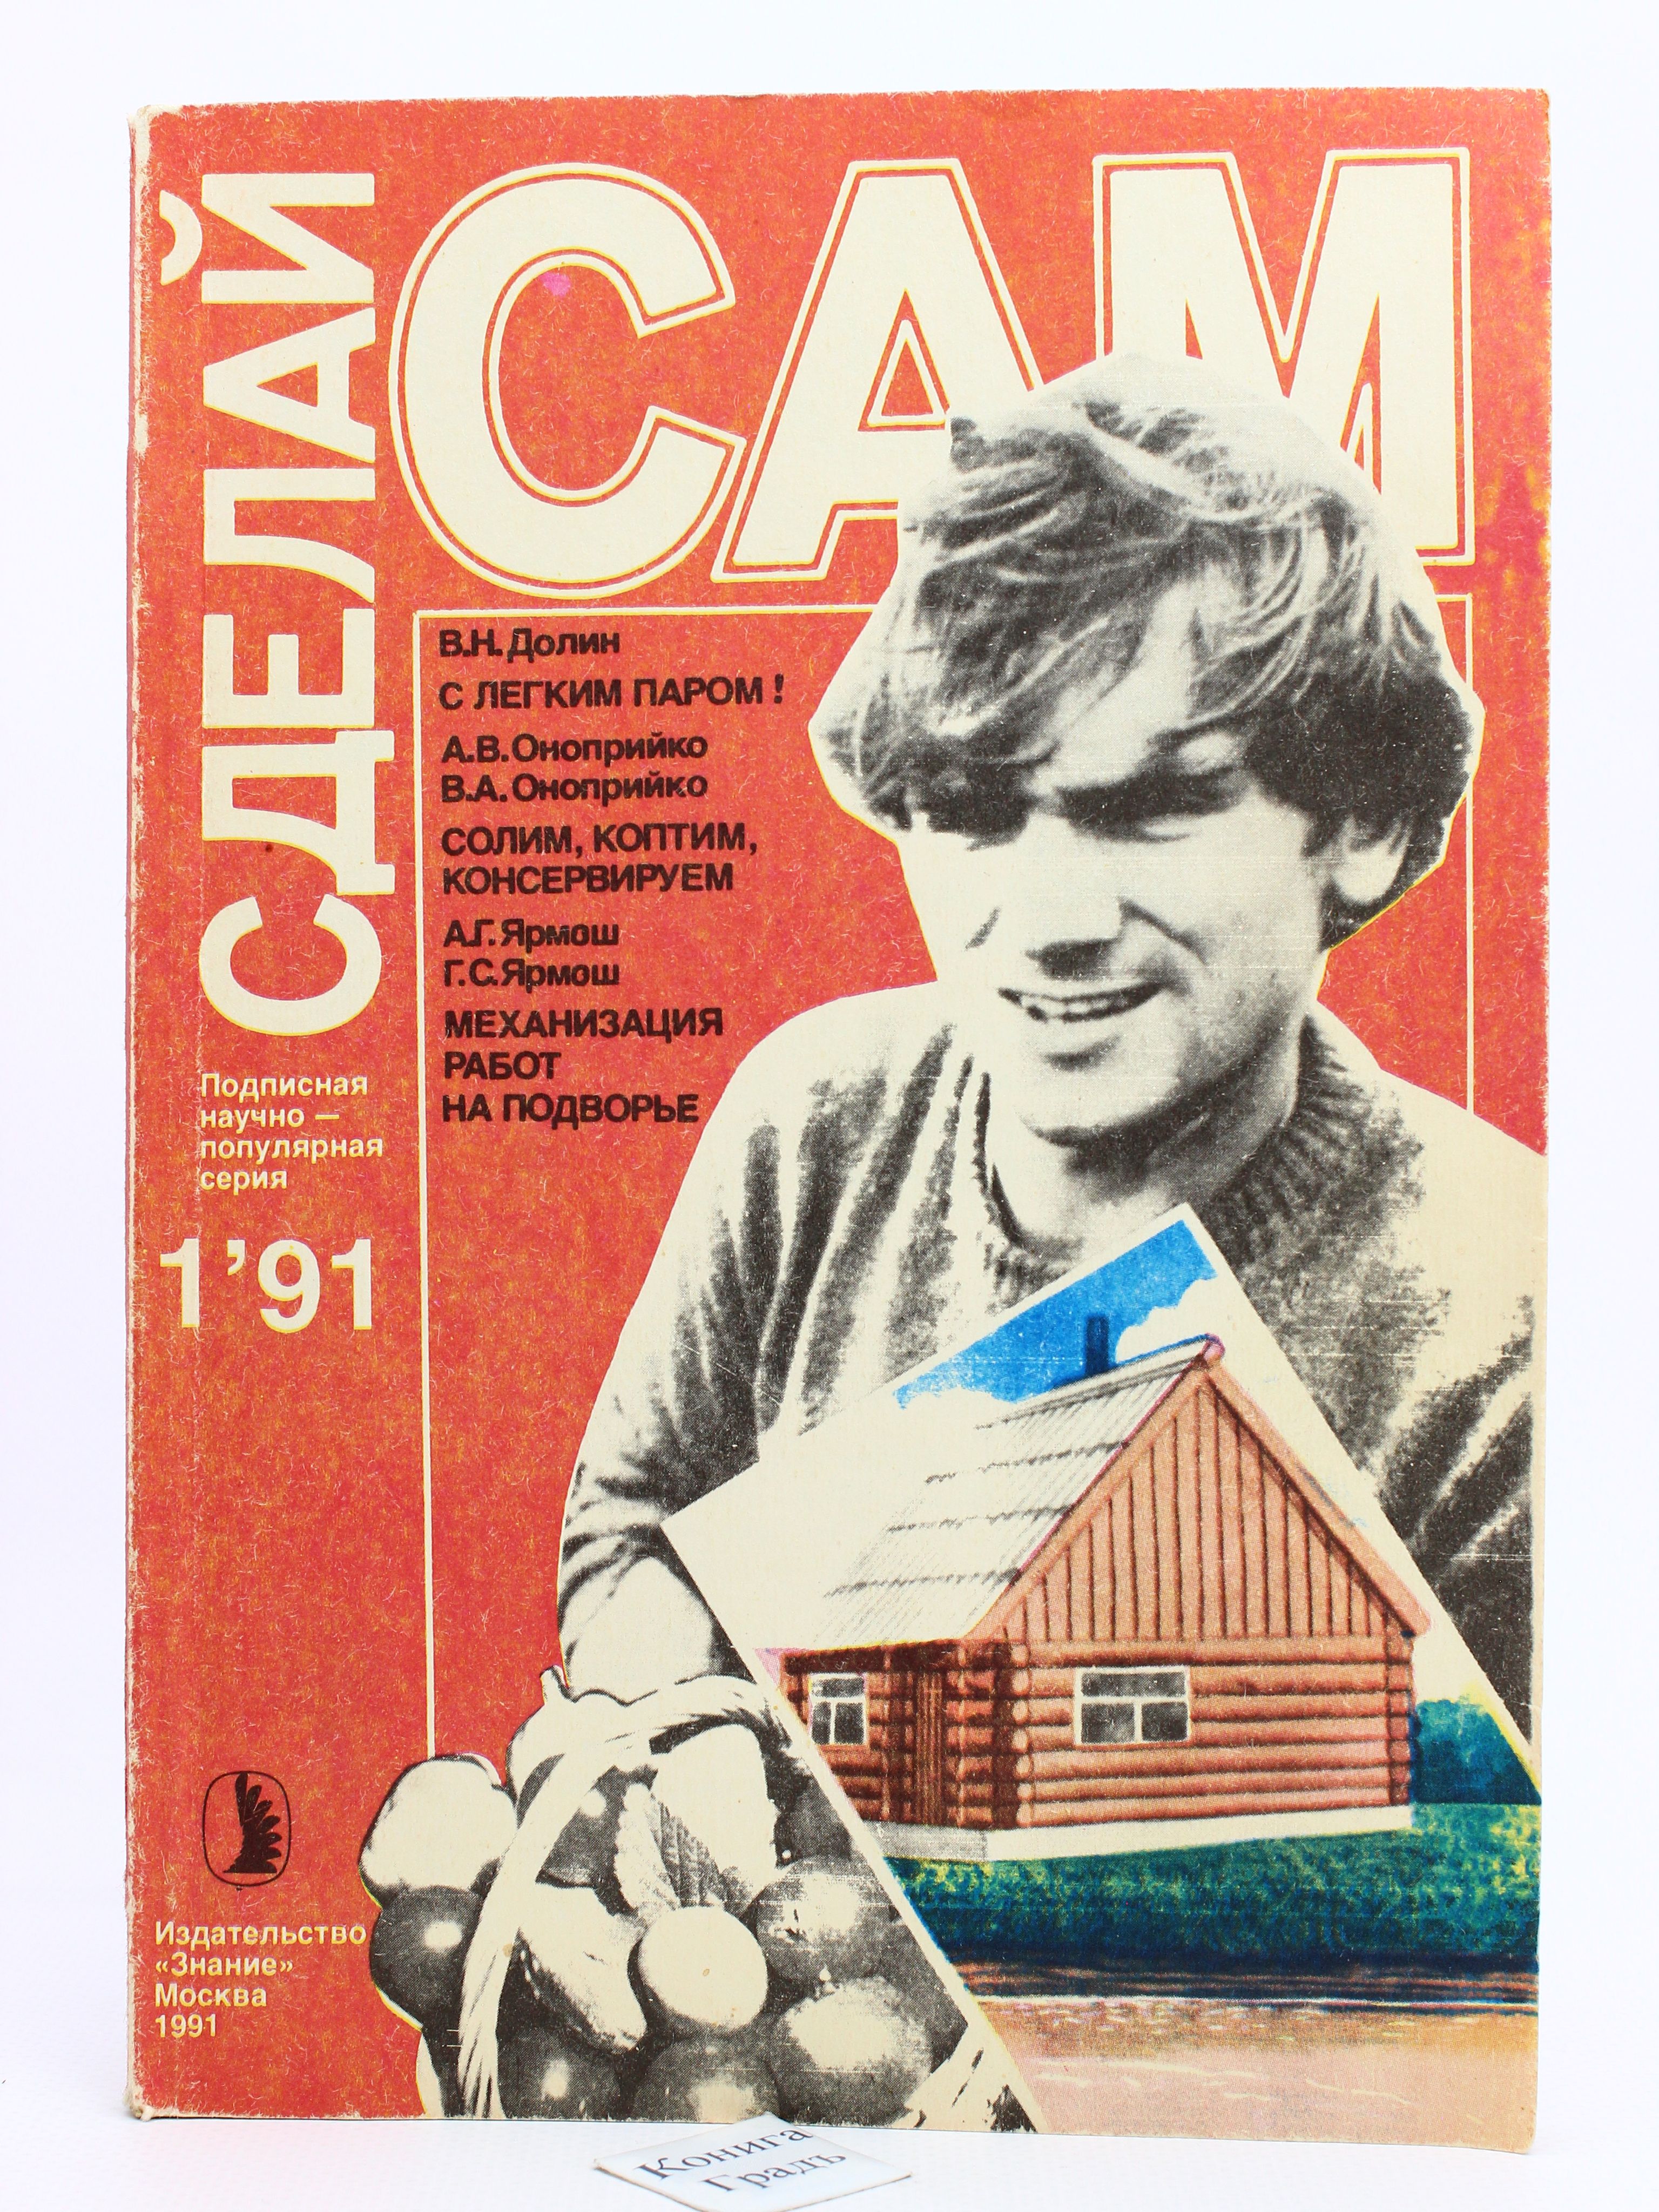 СДЕЛАЙ
САМ
В.Н.Долин
С ЛЕГКИМ ПАРОМ!
А.В.Оноприйко
В.А.Оноприйко
СОЛИМ, КОПТИМ,
КОНСЕРВИРУЕМ
А.Г.Ярмош
Г.С.Ярмош
МЕХАНИЗАЦИЯ
РАБОТ
НА ПОДВОРЬЕ
Подписная
научно —
популярная
серия
1’91
Издательство
«Знание»
Москва
1991
Конига
Градъ